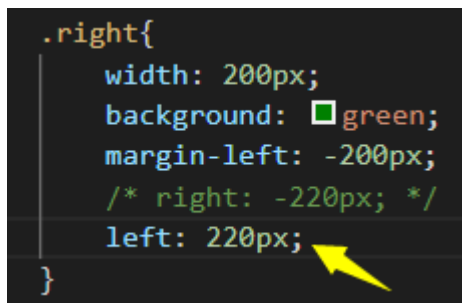 .right{
width: 200px;
background: green;
margin-left: -200px;
/* right: -220px; */
left: 220px;
}